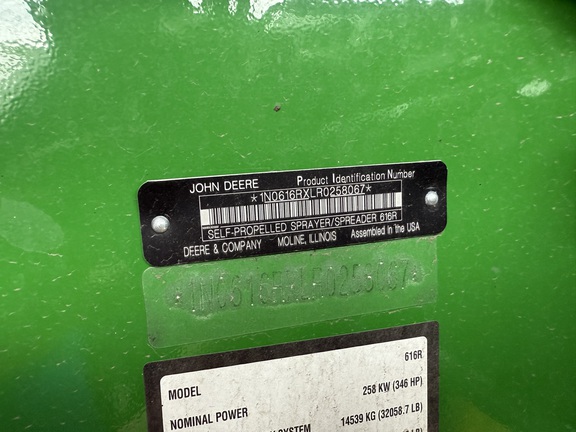 JOHN DEERE Product Identification Number
*1N0616RXLR0258067*
SELF-PROPELLED SPRAYER/SPREADER 616R
DEERE & COMPANY MOLINE, ILLINOIS Assembled in the USA
MODEL 616R
NOMINAL POWER 258 KW (346 HP)
SYSTEM 14539 KG (32058.7 LB)